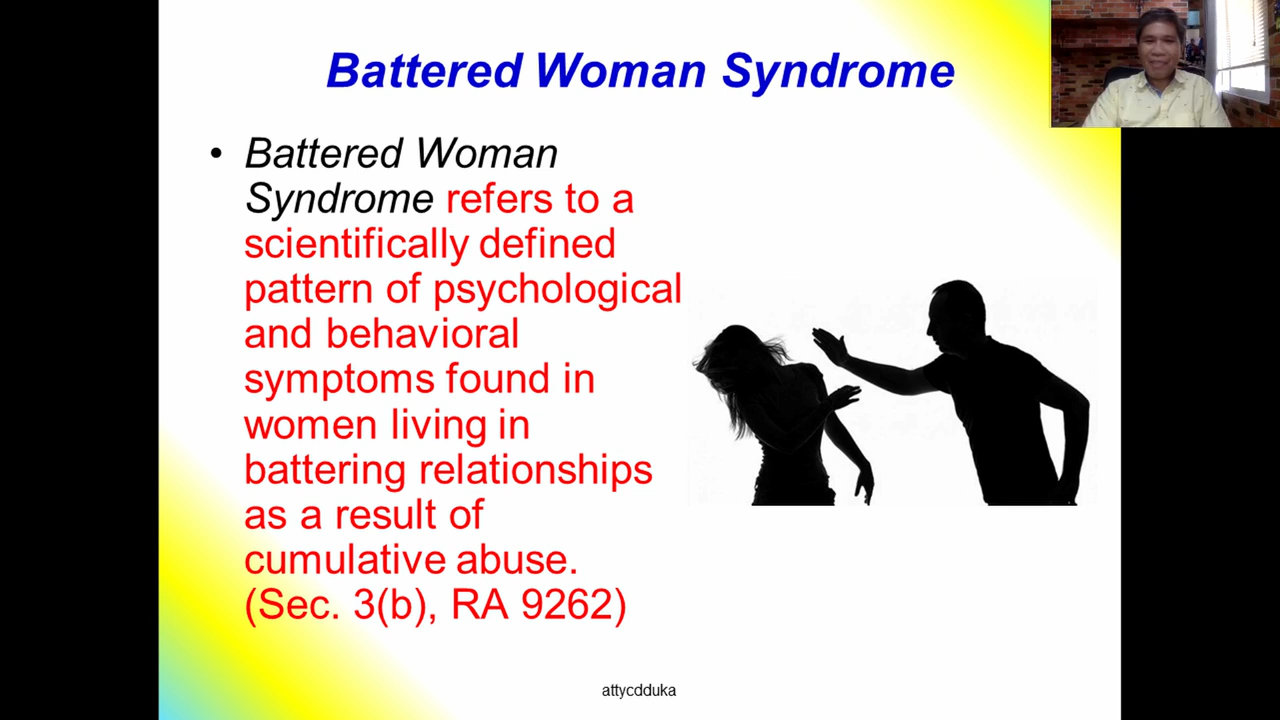 Battered Woman Syndrome
• Battered Woman
Syndrome refers to a
scientifically defined
pattern of psychological
and behavioral
symptoms found in
women living in
battering relationships
as a result of
cumulative abuse.
(Sec. 3(b), RA 9262)
attycdduka